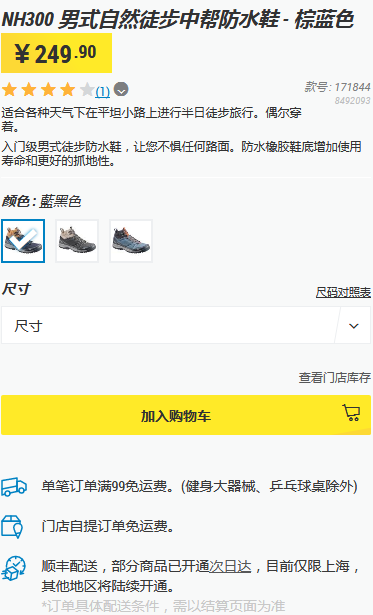 NH300 男式自然徒步中帮防水鞋 - 棕蓝色
￥249.90
(1)
款号 : 171844
8492093
适合各种天气下在平坦小路上进行半日徒步旅行。偶尔穿
着。
入门级男式徒步防水鞋，让您不惧任何路面。防水橡胶鞋底增加使用
寿命和更好的抓地性。
颜色 : 蓝黑色
尺寸
尺码对照表
尺寸
查看门店库存
加入购物车
单笔订单满99免运费。(健身大器械、乒乓球桌除外)
门店自提订单免运费。
顺丰配送，部分商品已开通次日达，目前仅限上海，
其他地区将陆续开通。
*订单具体配送条件，需以结算页面为准